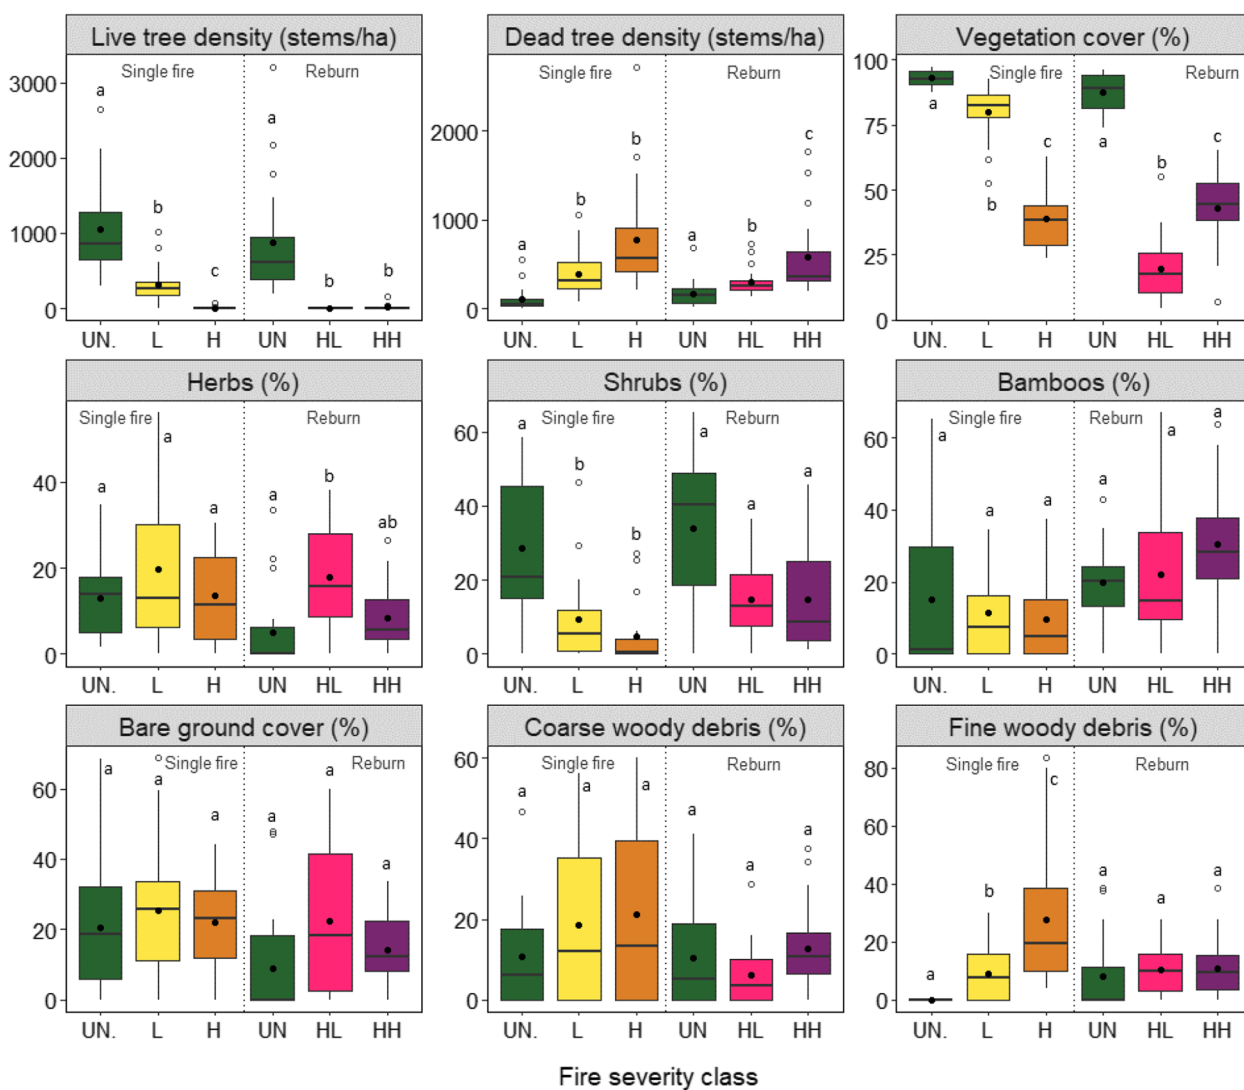 Live tree density (stems/ha)
Single fire Reburn
3000
2000
1000
0
a
b
c
a
b
b
UN. L H UN HL HH
Dead tree density (stems/ha)
Single fire Reburn
2000
1000
0
a
b
b
a
b
c
UN. L H UN HL HH
Vegetation cover (%)
Single fire Reburn
100
75
50
25
0
a
b
c
a
b
c
UN. L H UN HL HH
Herbs (%)
Single fire Reburn
40
20
0
a
a
a
a
b
ab
UN. L H UN HL HH
Shrubs (%)
Single fire Reburn
60
40
20
0
a
b
b
a
a
a
UN. L H UN HL HH
Bamboos (%)
Single fire Reburn
60
40
20
0
a
a
a
a
a
a
UN. L H UN HL HH
Bare ground cover (%)
Single fire Reburn
60
40
20
0
a
a
a
a
a
a
UN. L H UN HL HH
Coarse woody debris (%)
Single fire Reburn
60
40
20
0
a
a
a
a
a
a
UN. L H UN HL HH
Fine woody debris (%)
Single fire Reburn
80
60
40
20
0
a
b
c
a
a
a
UN. L H UN HL HH
Fire severity class